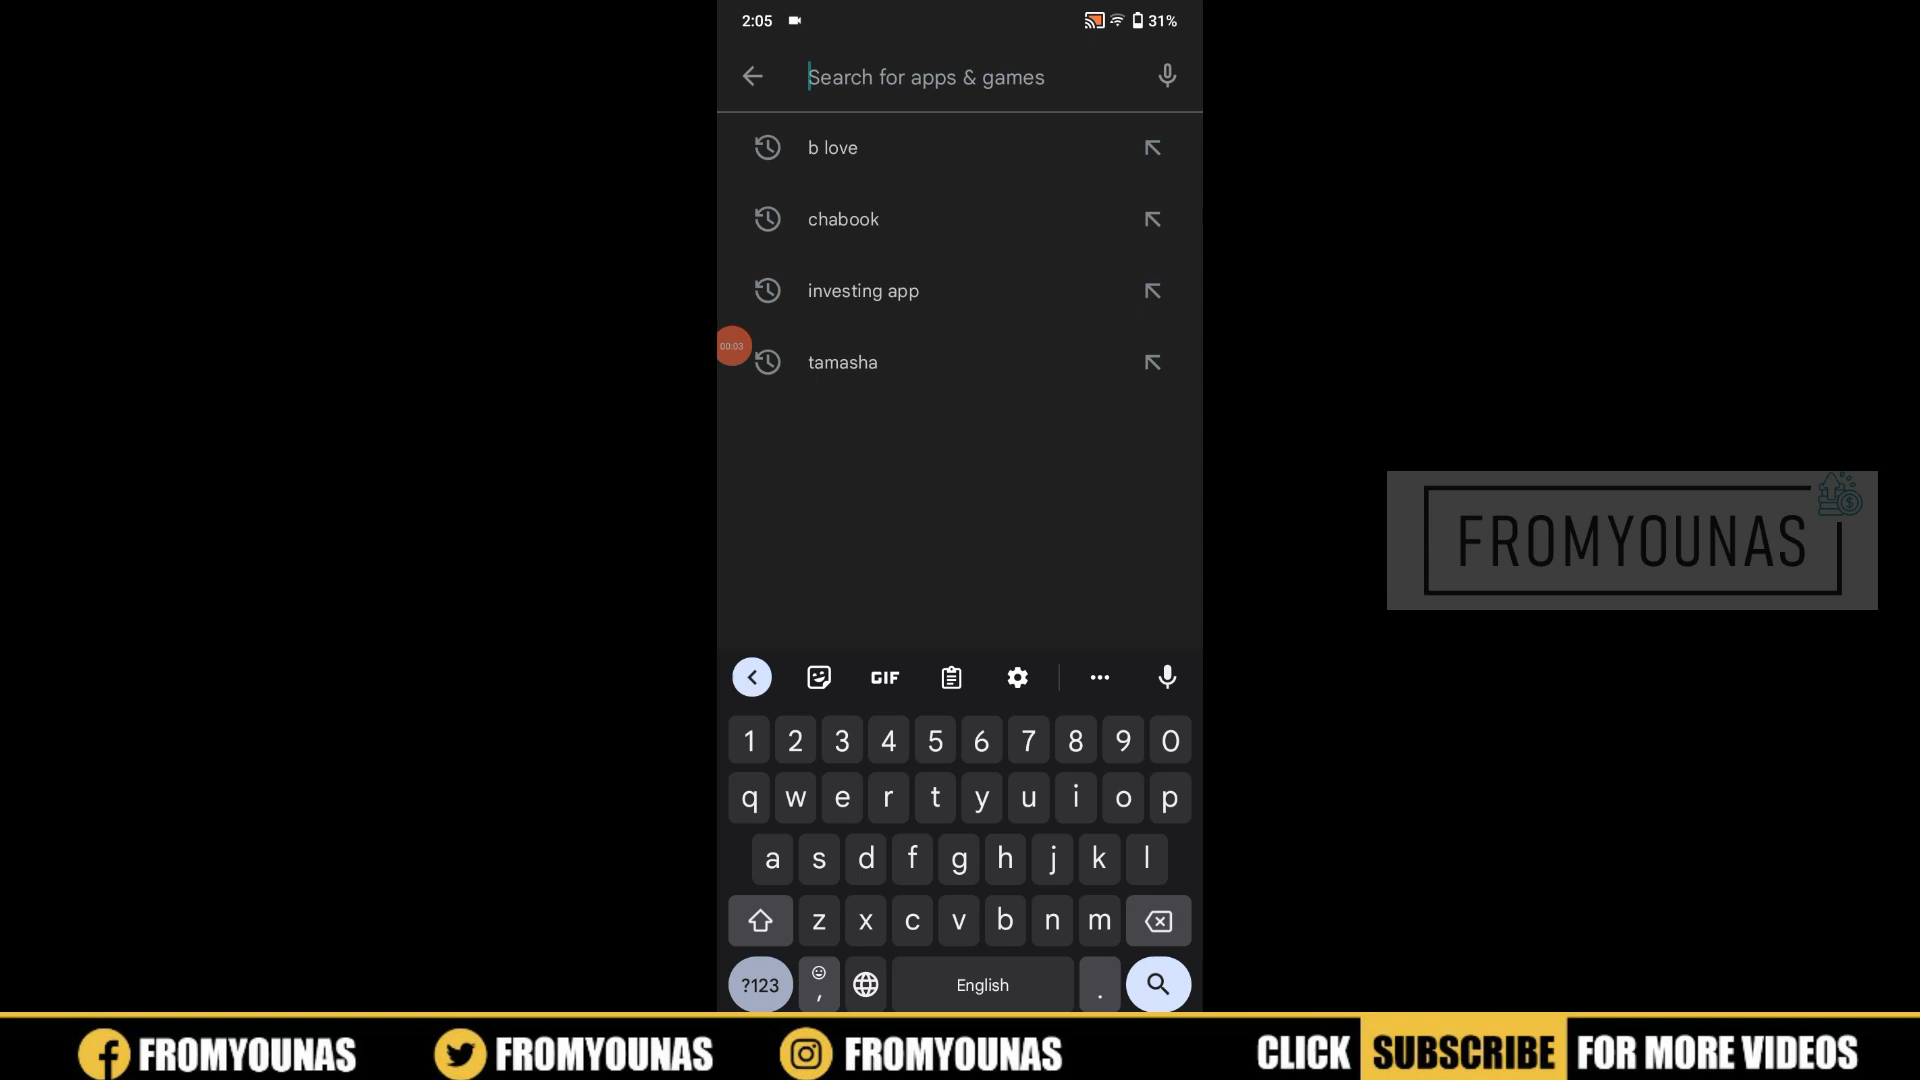 2:05
31%
Search for apps & games
b love
chabook
investing app
00:03
tamasha
FROMYOUNAS
GIF
1 2 3 4 5 6 7 8 9 0
q w e r t y u i o p
a s d f g h j k l
z x c v b n m
?123 , English .
FROMYOUNAS FROMYOUNAS FROMYOUNAS CLICK SUBSCRIBE FOR MORE VIDEOS